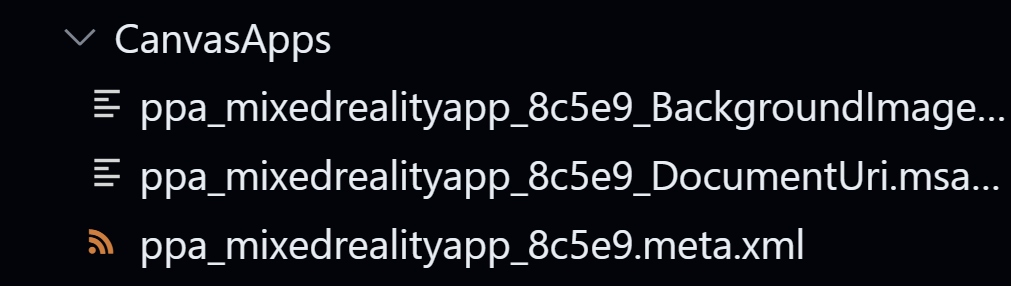 CanvasApps
ppa_mixedrealityapp_8c5e9_BackgroundImage...
ppa_mixedrealityapp_8c5e9_DocumentUri.msa...
ppa_mixedrealityapp_8c5e9.meta.xml